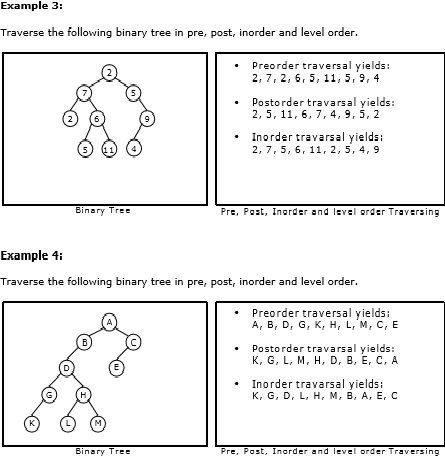 Example 3:
Traverse the following binary tree in pre, post, inorder and level order.
2
7
5
2
6
9
5
11
4
• Preorder traversal yields:
2, 7, 2, 6, 5, 11, 5, 9, 4
• Postorder traversal yields:
2, 5, 11, 6, 7, 4, 9, 5, 2
• Inorder travarsal yields:
2, 7, 5, 6, 11, 2, 5, 4, 9
Binary Tree
Pre, Post, Inorder and level order Traversing
Example 4:
Traverse the following binary tree in pre, post, inorder and level order.
A
B
C
D
E
G
H
K
L
M
• Preorder traversal yields:
A, B, D, G, K, H, L, M, C, E
• Postorder traversal yields:
K, G, L, M, H, D, B, E, C, A
• Inorder travarsal yields:
K, G, D, L, H, M, B, A, E, C
Binary Tree
Pre, Post, Inorder and level order Traversing